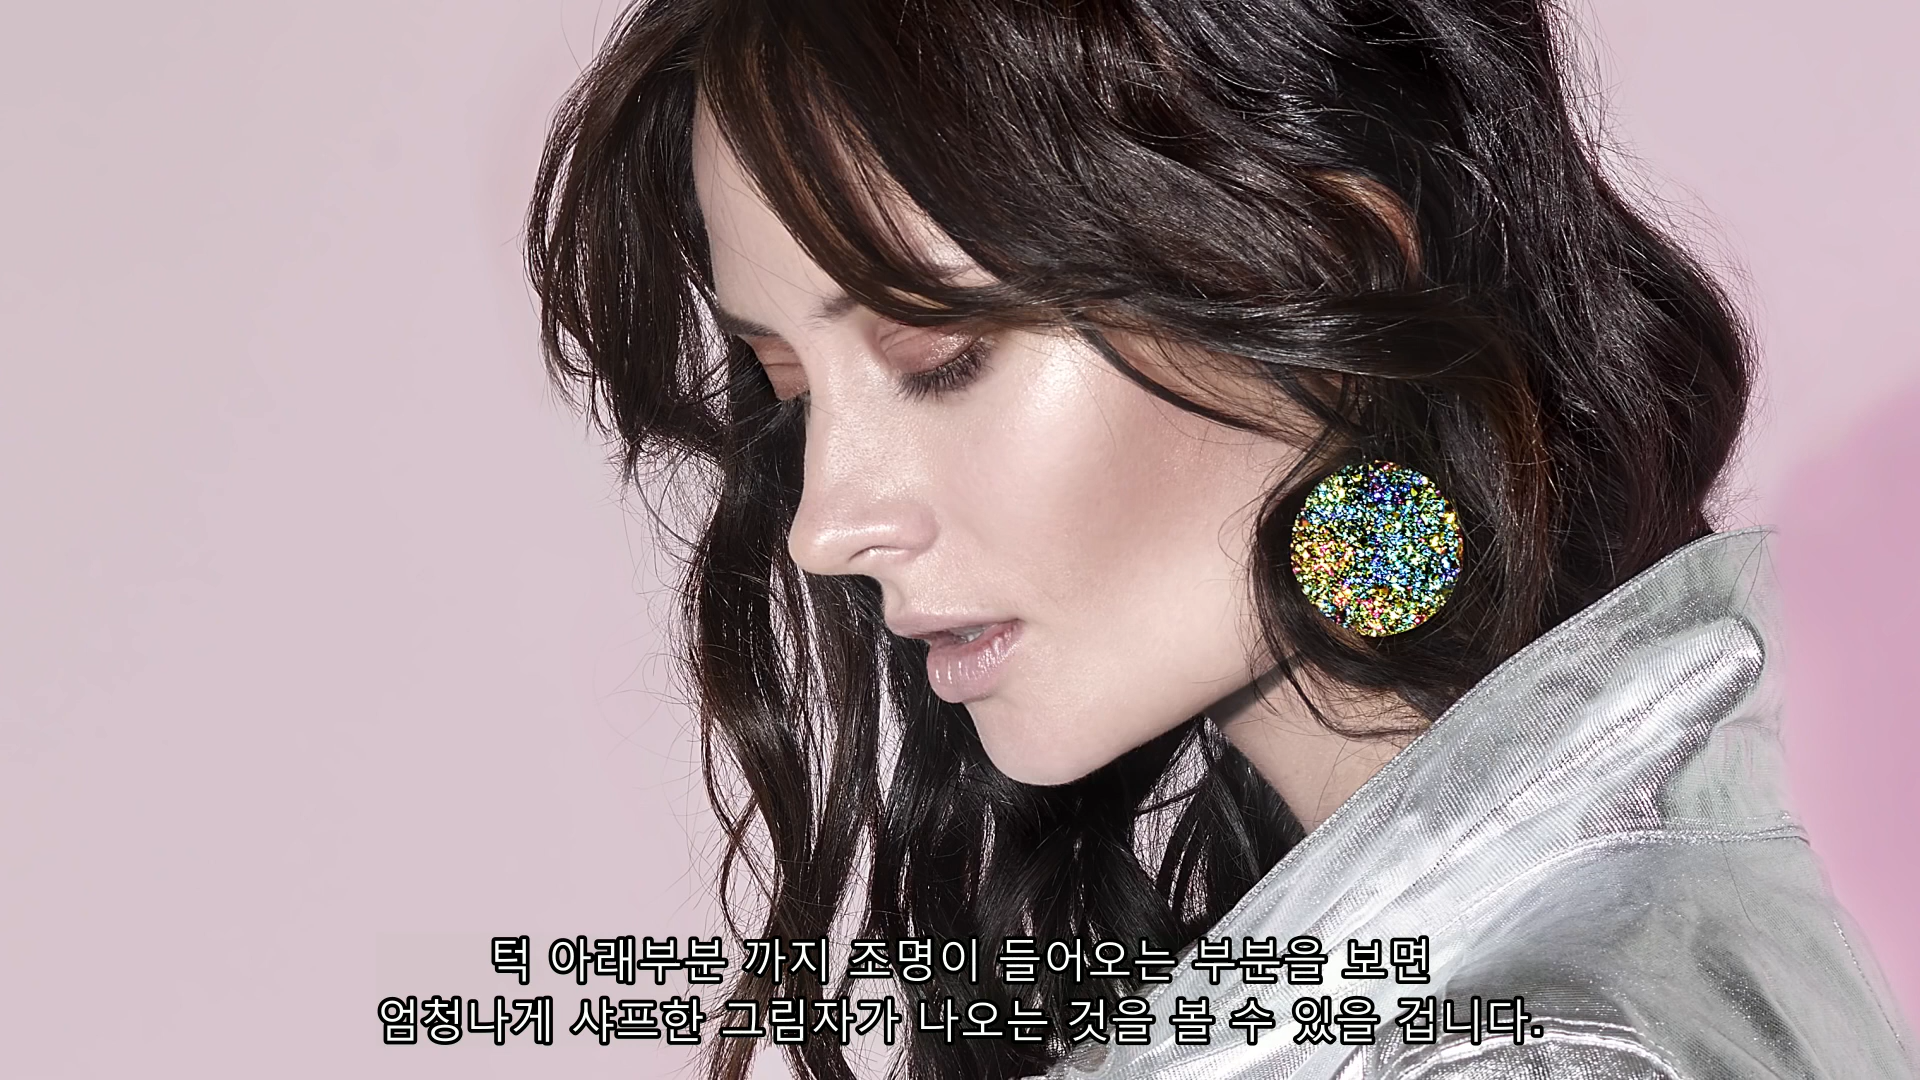 턱 아래부분 까지 조명이 들어오는 부분을 보면
엄청나게 샤프한 그림자가 나오는 것을 볼 수 있을 겁니다.